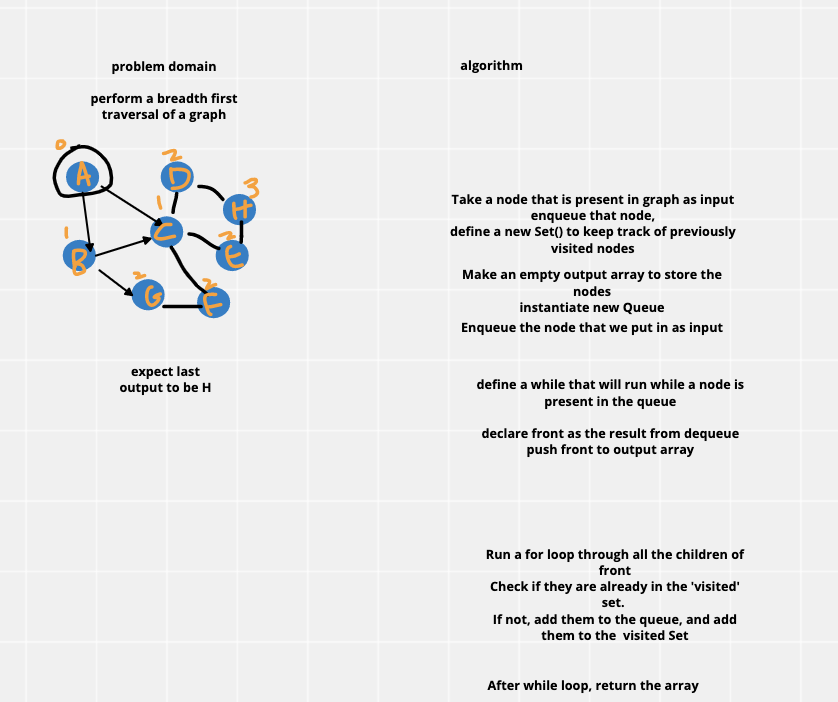 problem domain
perform a breadth first
traversal of a graph
0
A
2
D
3
H
1
C
1
B
2
E
2
G
2
F
expect last
output to be H
algorithm
Take a node that is present in graph as input
enqueue that node,
define a new Set() to keep track of previously
visited nodes
Make an empty output array to store the
nodes
instantiate new Queue
Enqueue the node that we put in as input
define a while that will run while a node is
present in the queue
declare front as the result from dequeue
push front to output array
Run a for loop through all the children of
front
Check if they are already in the 'visited'
set.
If not, add them to the queue, and add
them to the visited Set
After while loop, return the array